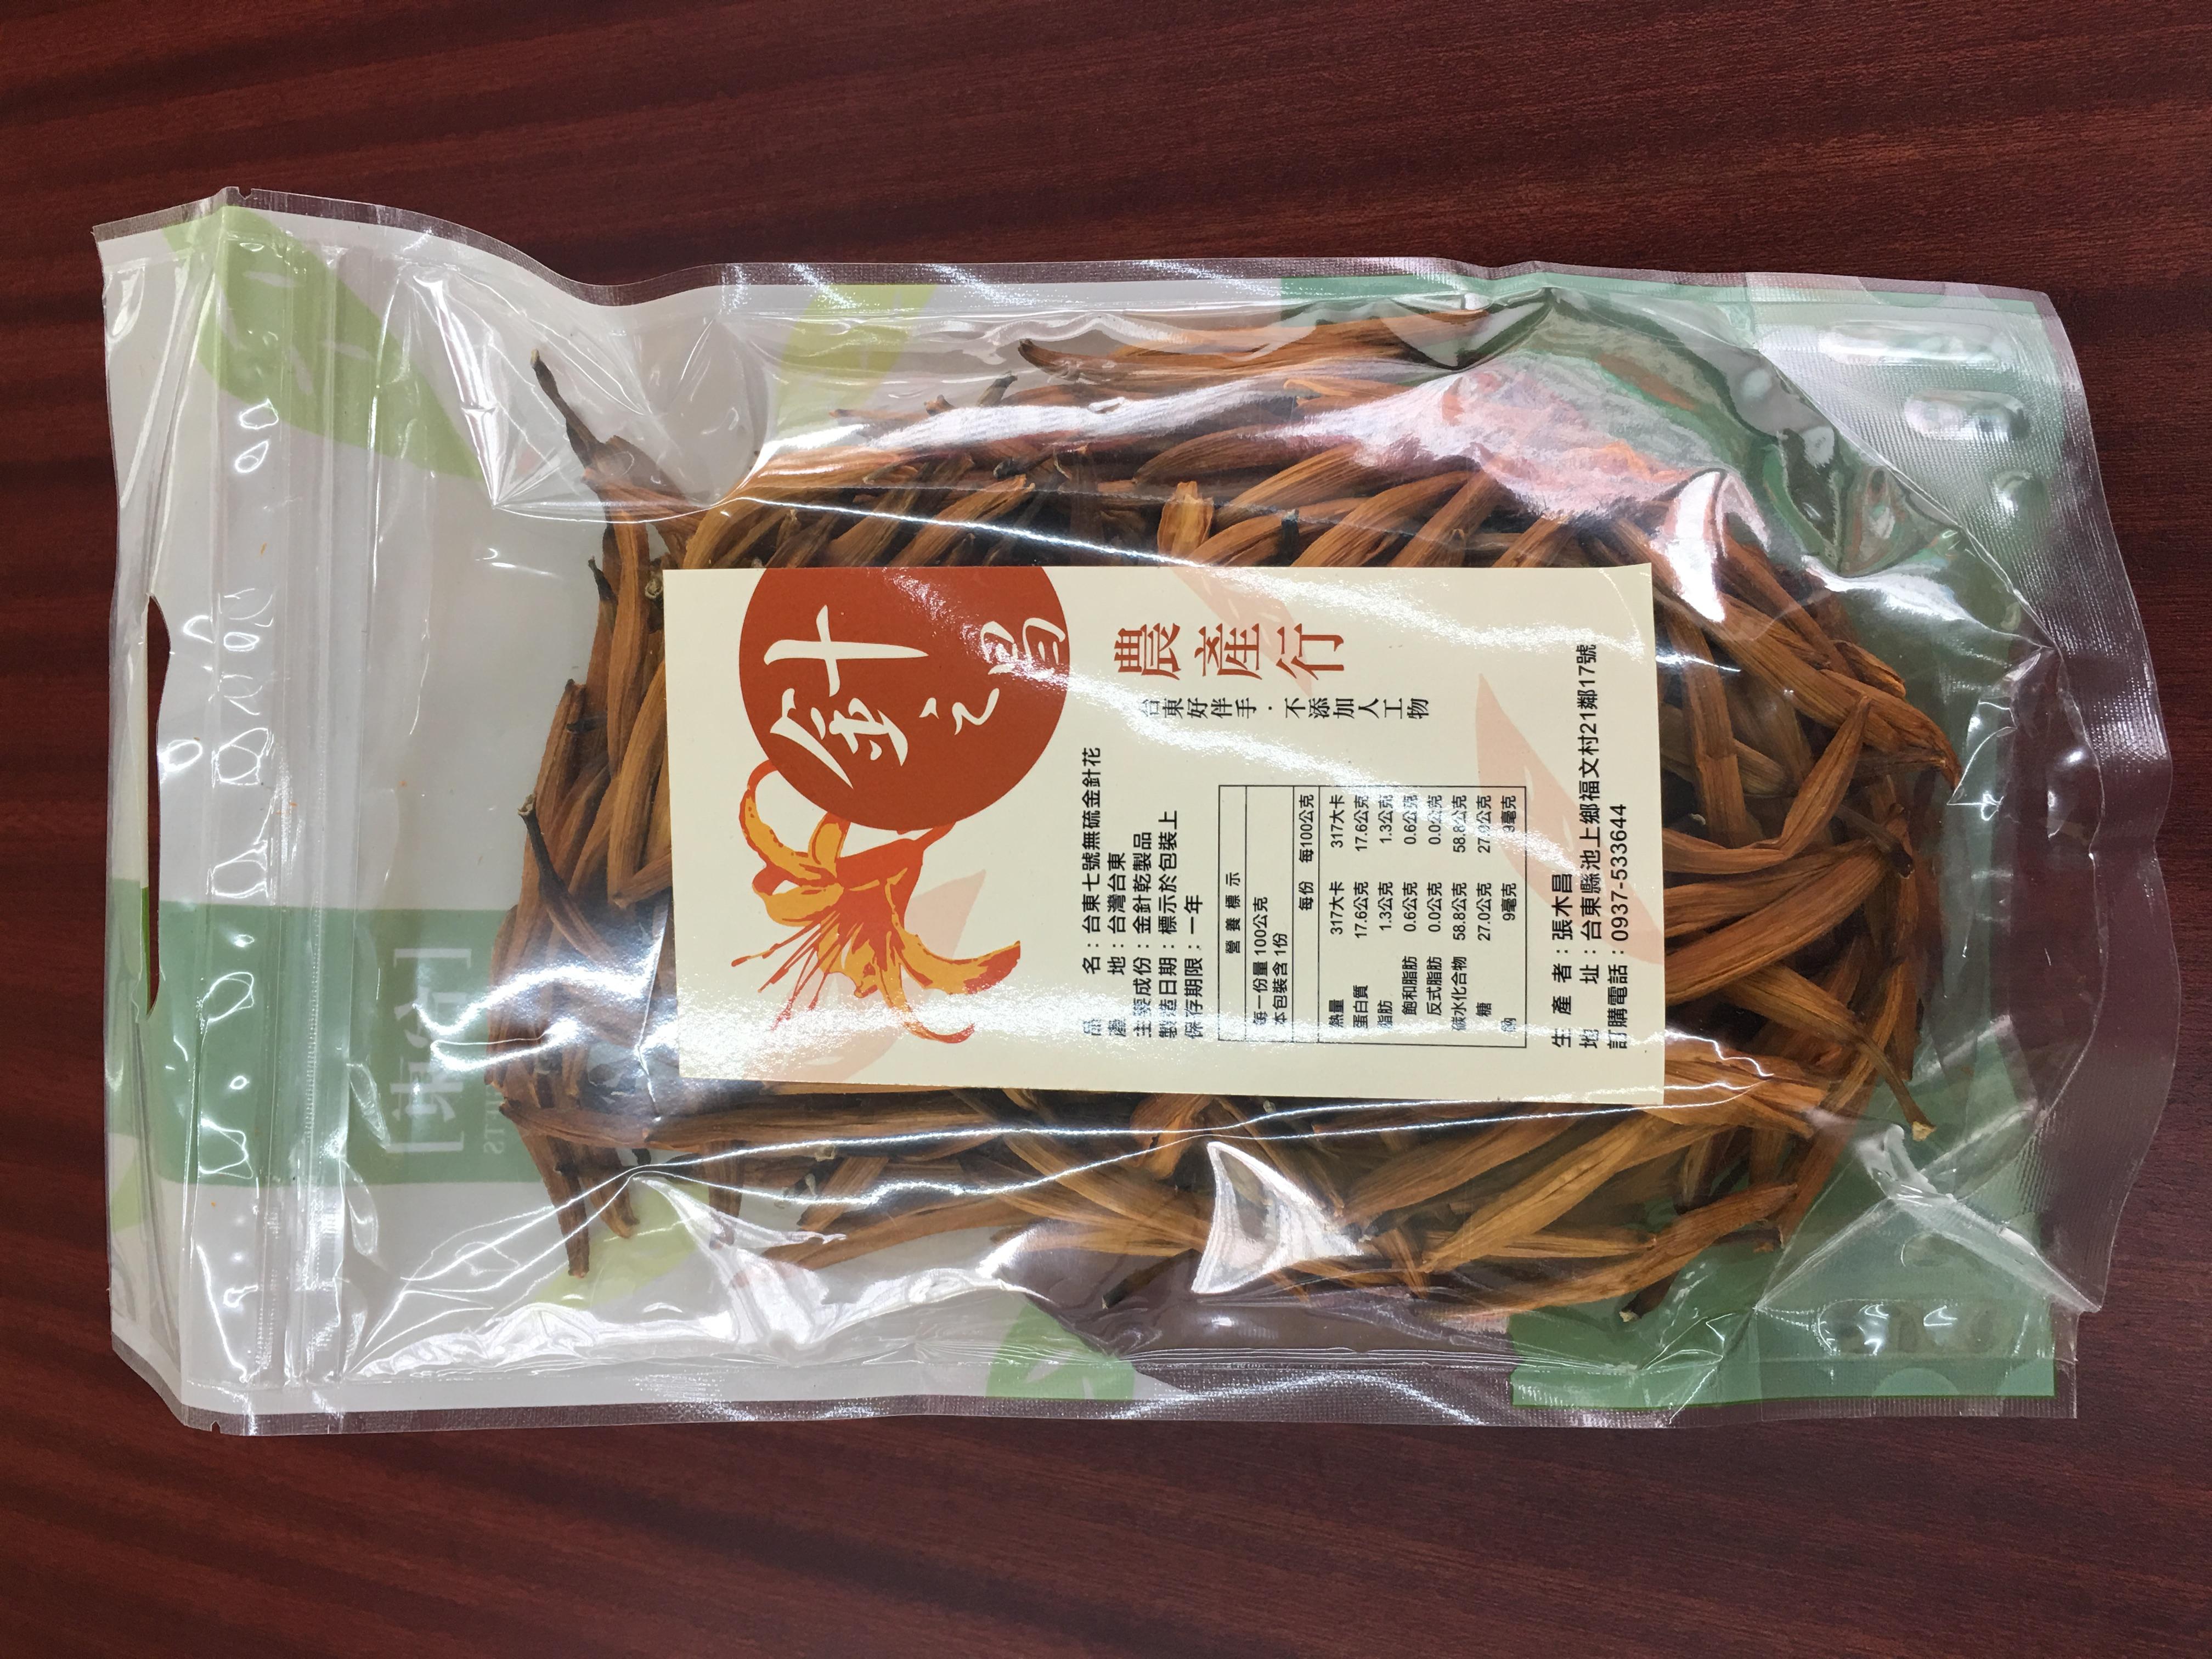 金針
之鄉
農產行
台東好伴手．不添加人工物
品　　名：台東七號無硫金針花
產　　地：台灣台東
主要成份：金針乾製品
製造日期：標示於包裝上
保存期限：一年
營養標示
每一份量100公克
本包裝含1份
每份 每100公克
熱量 317大卡 317大卡
蛋白質 17.6公克 17.6公克
脂肪 1.3公克 1.3公克
飽和脂肪 0.6公克 0.6公克
反式脂肪 0.0公克 0.0公克
碳水化合物 58.8公克 58.8公克
糖 27.0公克 27.0公克
鈉 9毫克 9毫克
生 產 者：張木昌
地　　址：台東縣池上鄉福文村21鄰17號
訂購電話：0937-533644